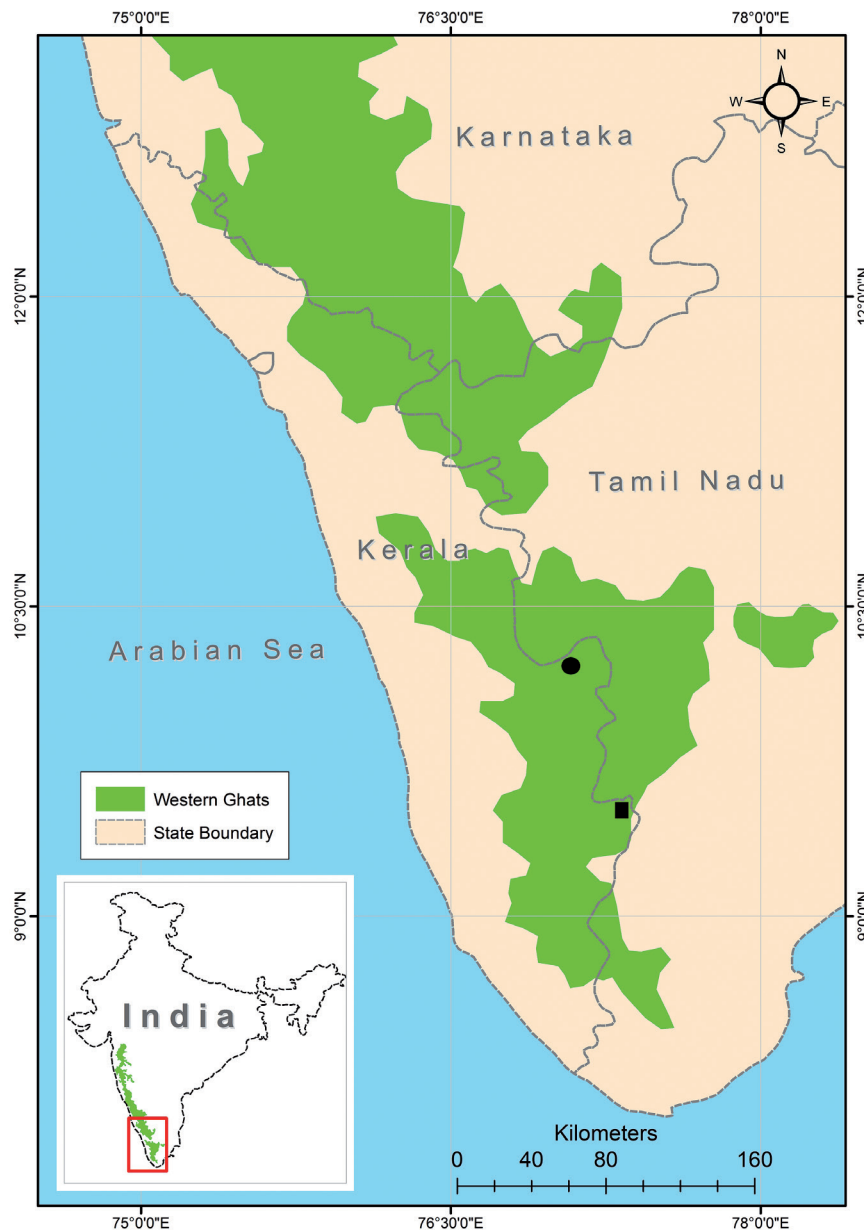 75°0'0"E 76°30'0"E 78°0'0"E
N
W E
S
Karnataka
12°0'0"N 12°0'0"N
Tamil Nadu
Kerala
10°30'0"N 10°30'0"N
Arabian Sea
Western Ghats
State Boundary
9°0'0"N 9°0'0"N
India
Kilometers
0 40 80 160
75°0'0"E 76°30'0"E 78°0'0"E